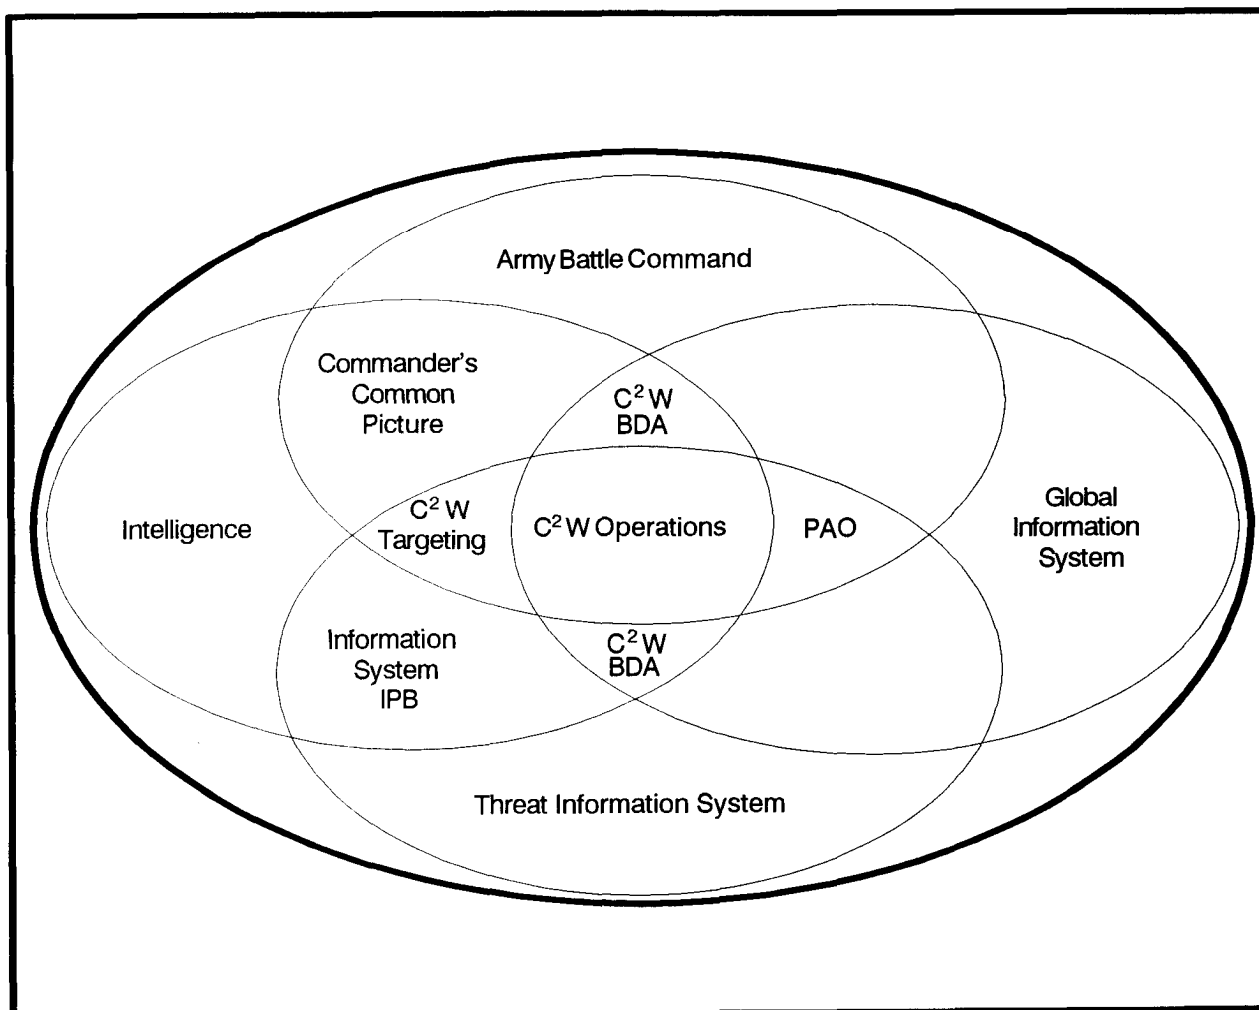 Army Battle Command
Commander's
Common
Picture
C² W
BDA
Intelligence
C² W
Targeting
C²W Operations
PAO
Global
Information
System
Information
System
IPB
C² W
BDA
Threat Information System